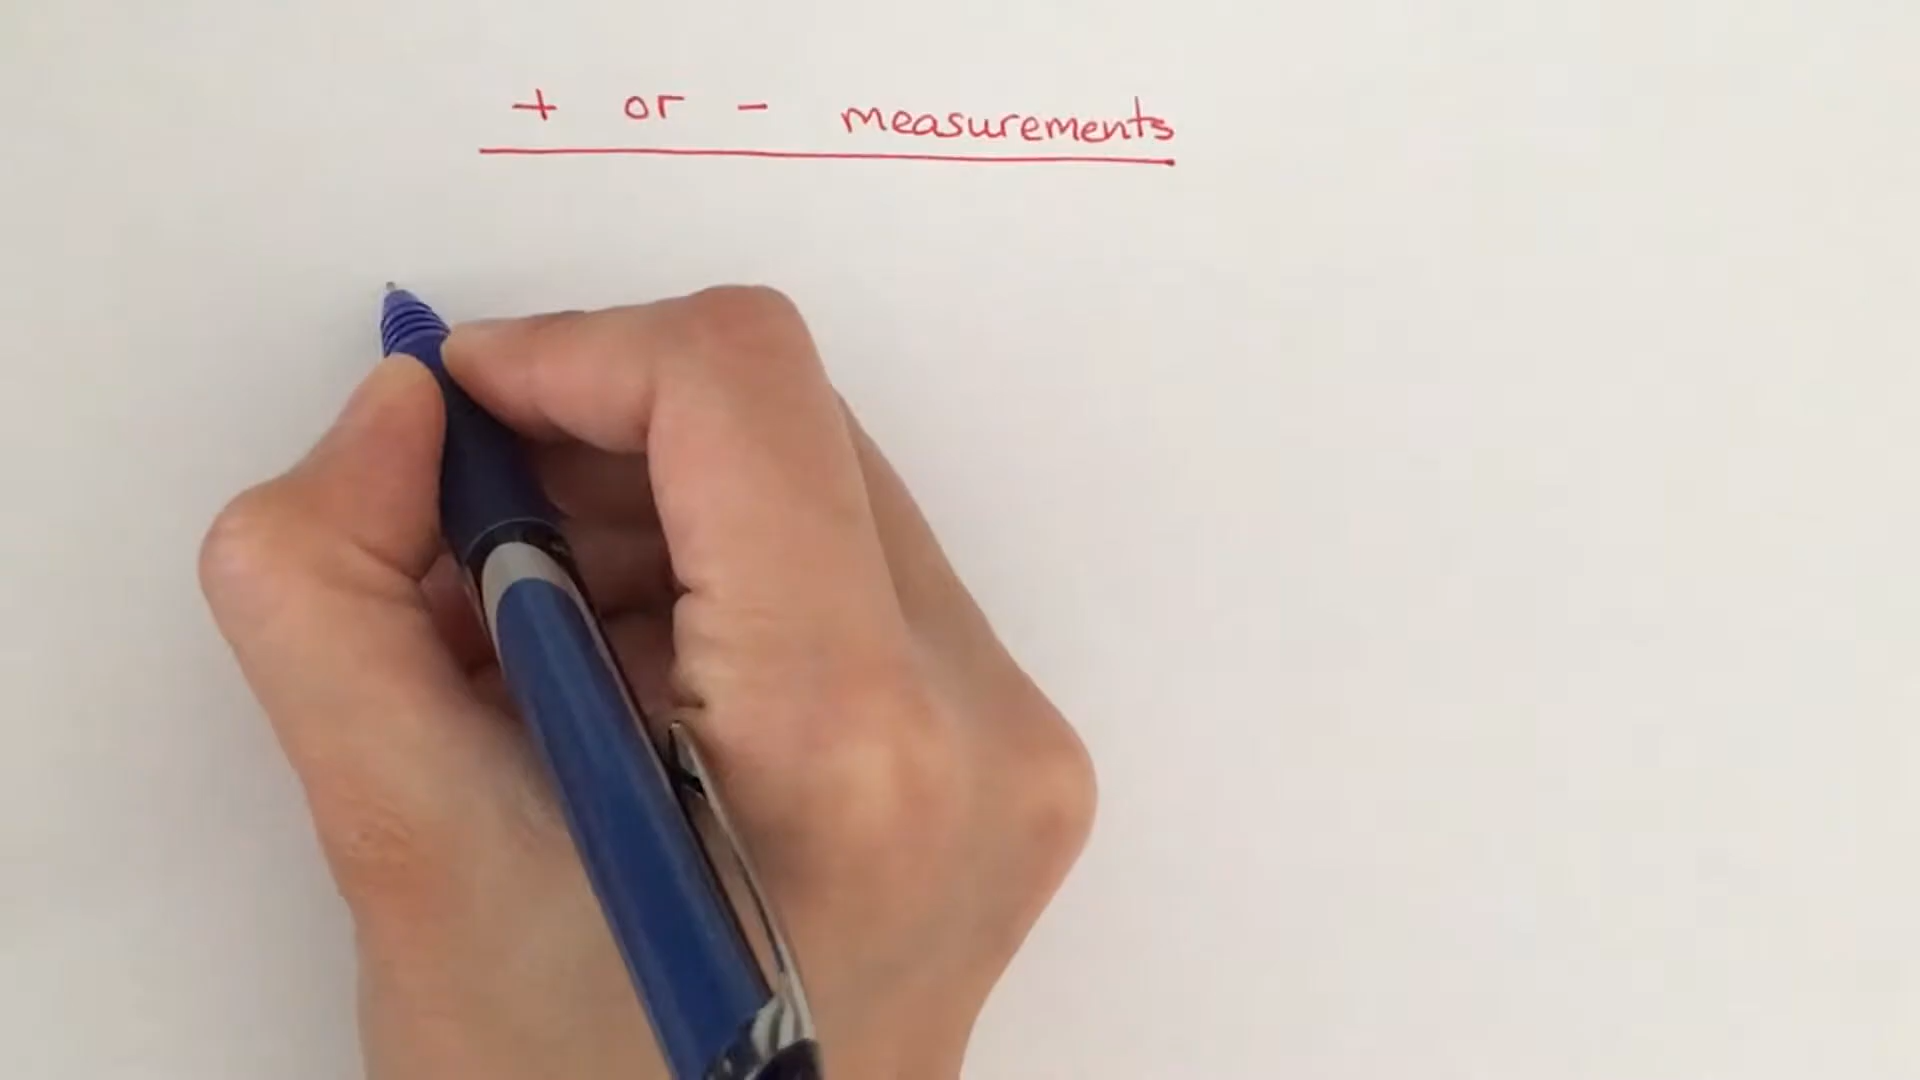 + or - measurements